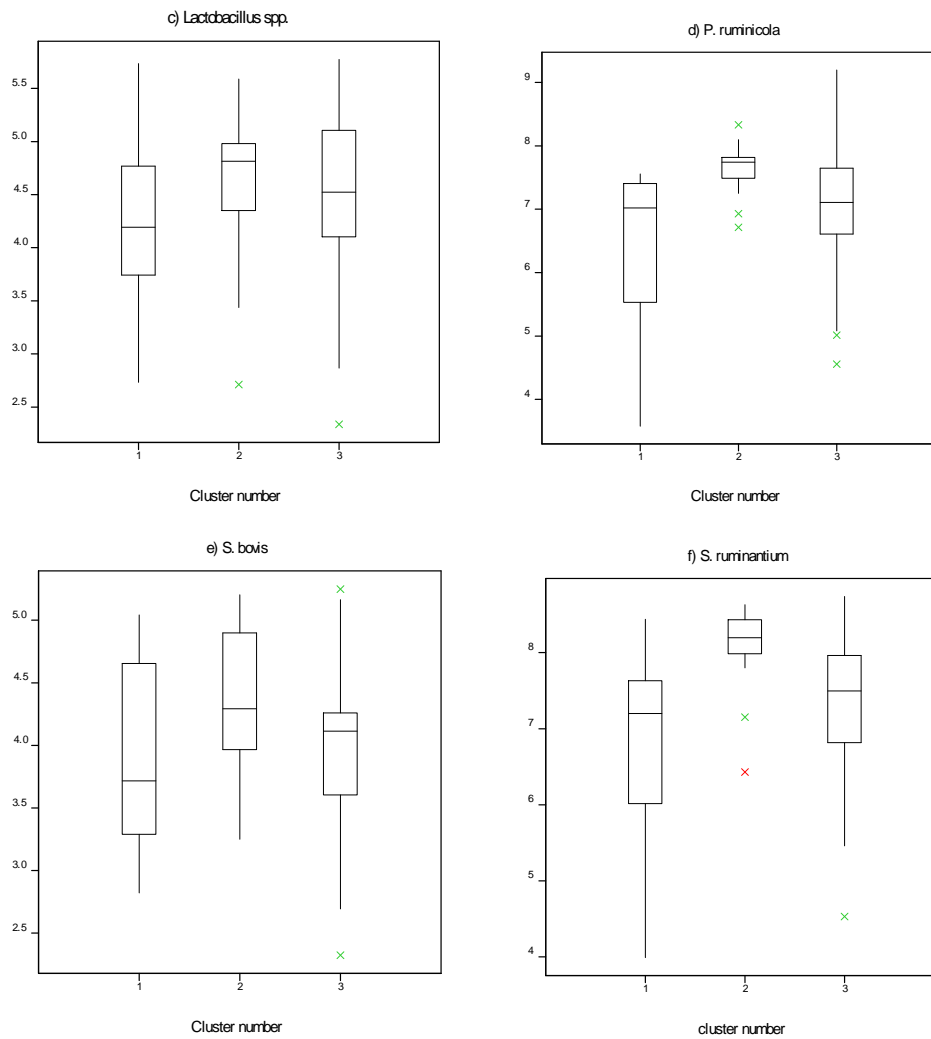 c) Lactobacillus spp.
5.5
5.0
4.5
4.0
3.5
3.0
2.5
1 2 3
Cluster number
d) P. ruminicola
9
8
7
6
5
4
1 2 3
Cluster number
e) S. bovis
5.0
4.5
4.0
3.5
3.0
2.5
1 2 3
Cluster number
f) S. ruminantium
8
7
6
5
4
1 2 3
cluster number